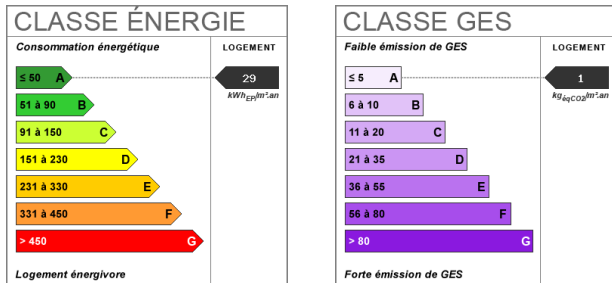 CLASSE ÉNERGIE
Consommation énergétique
LOGEMENT
≤ 50 A
29
kWhEP/m².an
51 à 90 B
91 à 150 C
151 à 230 D
231 à 330 E
331 à 450 F
> 450 G
Logement énergivore
CLASSE GES
Faible émission de GES
LOGEMENT
≤ 5 A
1
kgéqCO2/m².an
6 à 10 B
11 à 20 C
21 à 35 D
36 à 55 E
56 à 80 F
> 80 G
Forte émission de GES